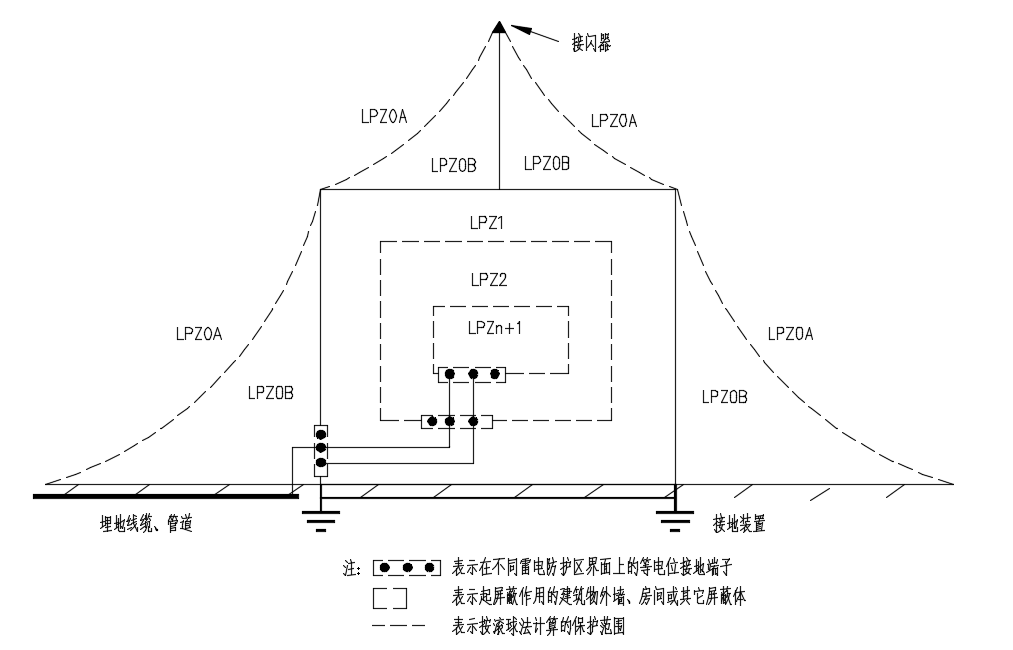 接闪器
LPZ0A
LPZ0A
LPZ0B
LPZ0B
LPZ1
LPZ2
LPZn+1
LPZ0A
LPZ0A
LPZ0B
LPZ0B
埋地线缆、管道
接地装置
注:
表示在不同雷电防护区界面上的等电位接地端子
表示起屏蔽作用的建筑物外墙、房间或其它屏蔽体
表示按滚球法计算的保护范围